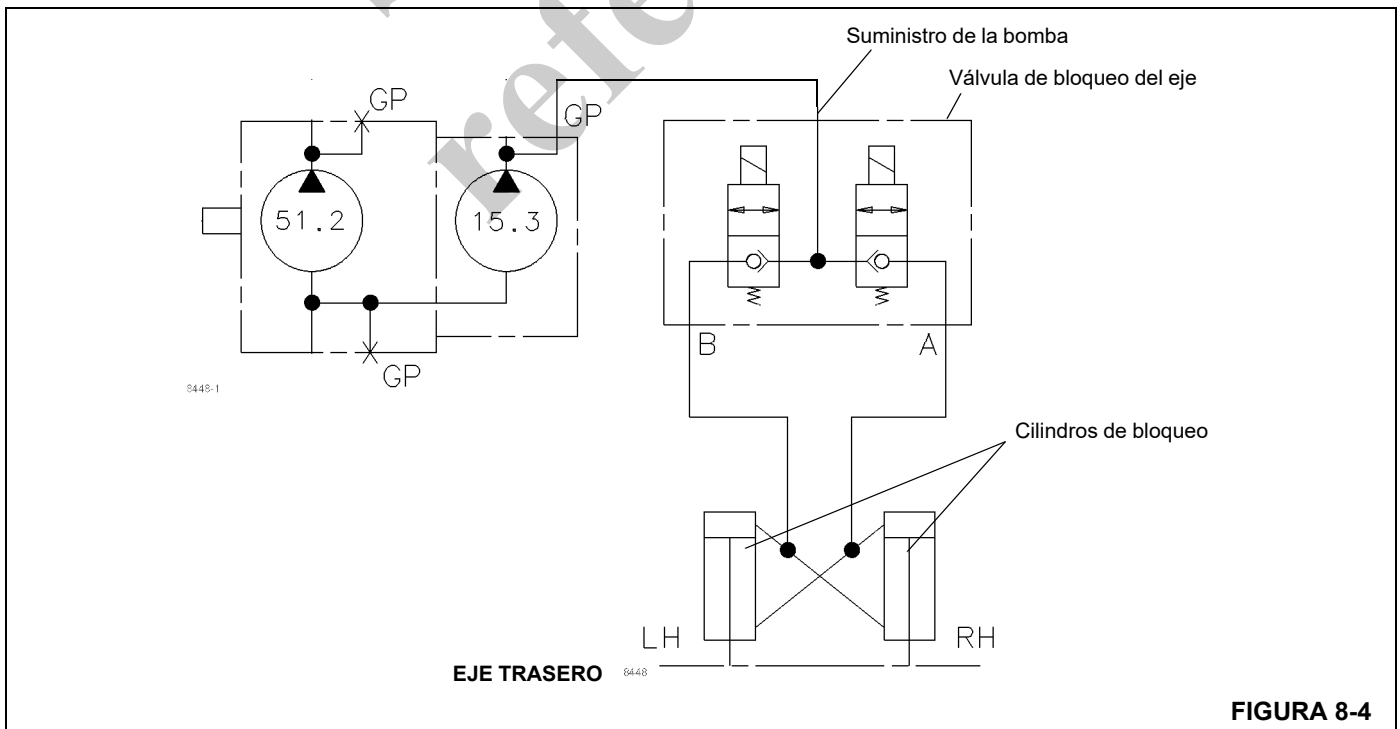 refe
Suministro de la bomba
Válvula de bloqueo del eje
GP
GP
51.2
15.3
GP
B
A
8448-1
Cilindros de bloqueo
LH
RH
EJE TRASERO
8448
FIGURA 8-4